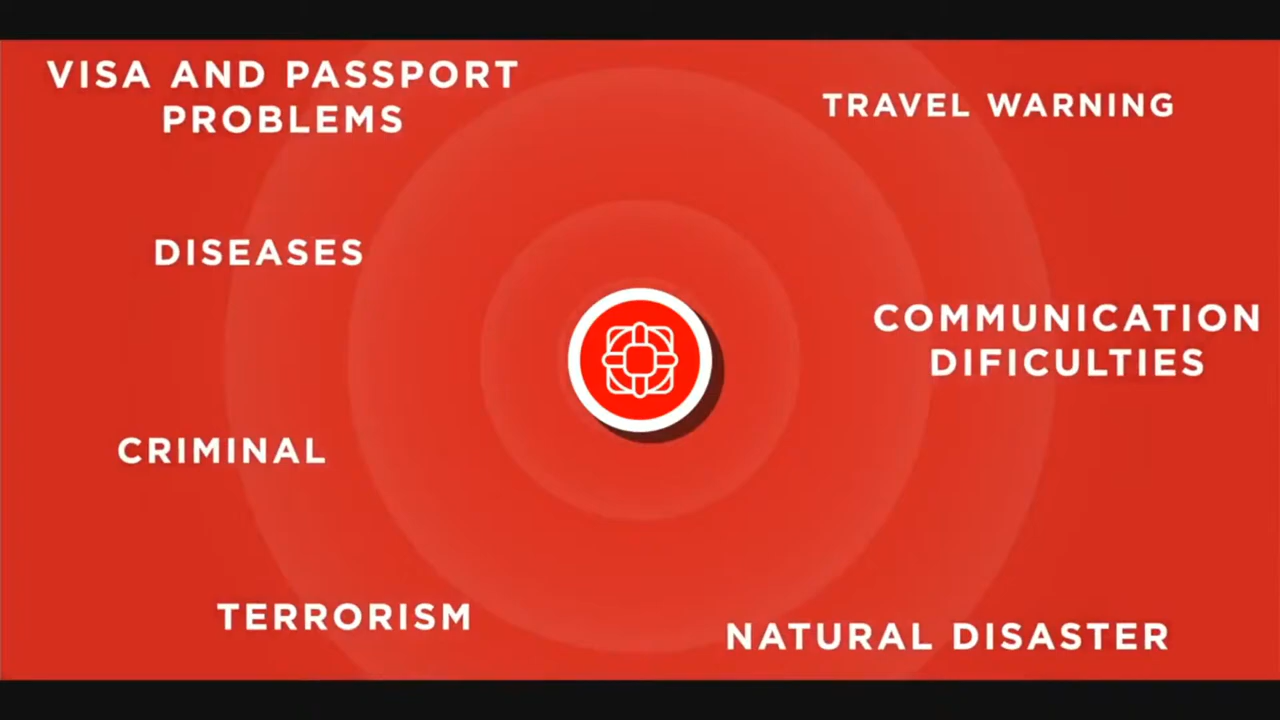 VISA AND PASSPORT
PROBLEMS
TRAVEL WARNING
DISEASES
COMMUNICATION
DIFICULTIES
CRIMINAL
TERRORISM
NATURAL DISASTER